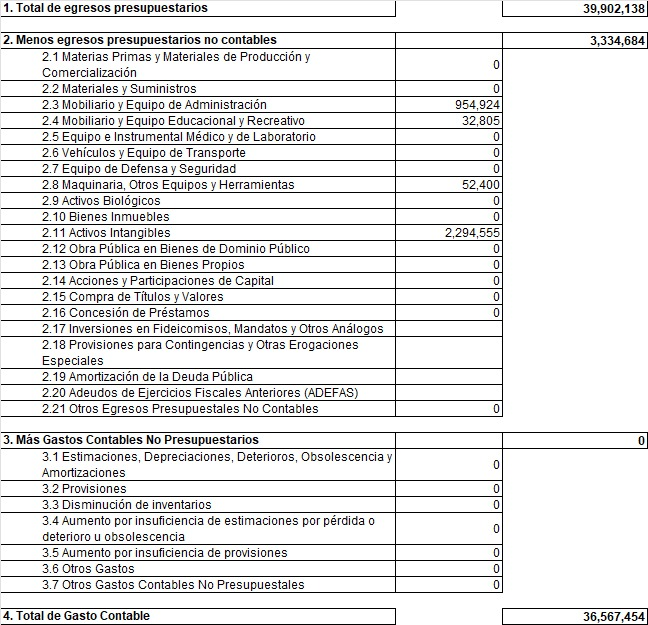 1. Total de egresos presupuestarios 39,902,138
2. Menos egresos presupuestarios no contables 3,334,684
2.1 Materias Primas y Materiales de Producción y
Comercialización 0
2.2 Materiales y Suministros 0
2.3 Mobiliario y Equipo de Administración 954,924
2.4 Mobiliario y Equipo Educacional y Recreativo 32,805
2.5 Equipo e Instrumental Médico y de Laboratorio 0
2.6 Vehículos y Equipo de Transporte 0
2.7 Equipo de Defensa y Seguridad 0
2.8 Maquinaria, Otros Equipos y Herramientas 52,400
2.9 Activos Biológicos 0
2.10 Bienes Inmuebles 0
2.11 Activos Intangibles 2,294,555
2.12 Obra Pública en Bienes de Dominio Público 0
2.13 Obra Pública en Bienes Propios 0
2.14 Acciones y Participaciones de Capital 0
2.15 Compra de Títulos y Valores 0
2.16 Concesión de Préstamos 0
2.17 Inversiones en Fideicomisos, Mandatos y Otros Análogos
2.18 Provisiones para Contingencias y Otras Erogaciones
Especiales
2.19 Amortización de la Deuda Pública
2.20 Adeudos de Ejercicios Fiscales Anteriores (ADEFAS)
2.21 Otros Egresos Presupuestales No Contables 0
3. Más Gastos Contables No Presupuestarios 0
3.1 Estimaciones, Depreciaciones, Deterioros, Obsolescencia y
Amortizaciones 0
3.2 Provisiones 0
3.3 Disminución de inventarios 0
3.4 Aumento por insuficiencia de estimaciones por pérdida o
deterioro u obsolescencia 0
3.5 Aumento por insuficiencia de provisiones 0
3.6 Otros Gastos 0
3.7 Otros Gastos Contables No Presupuestales 0
4. Total de Gasto Contable 36,567,454